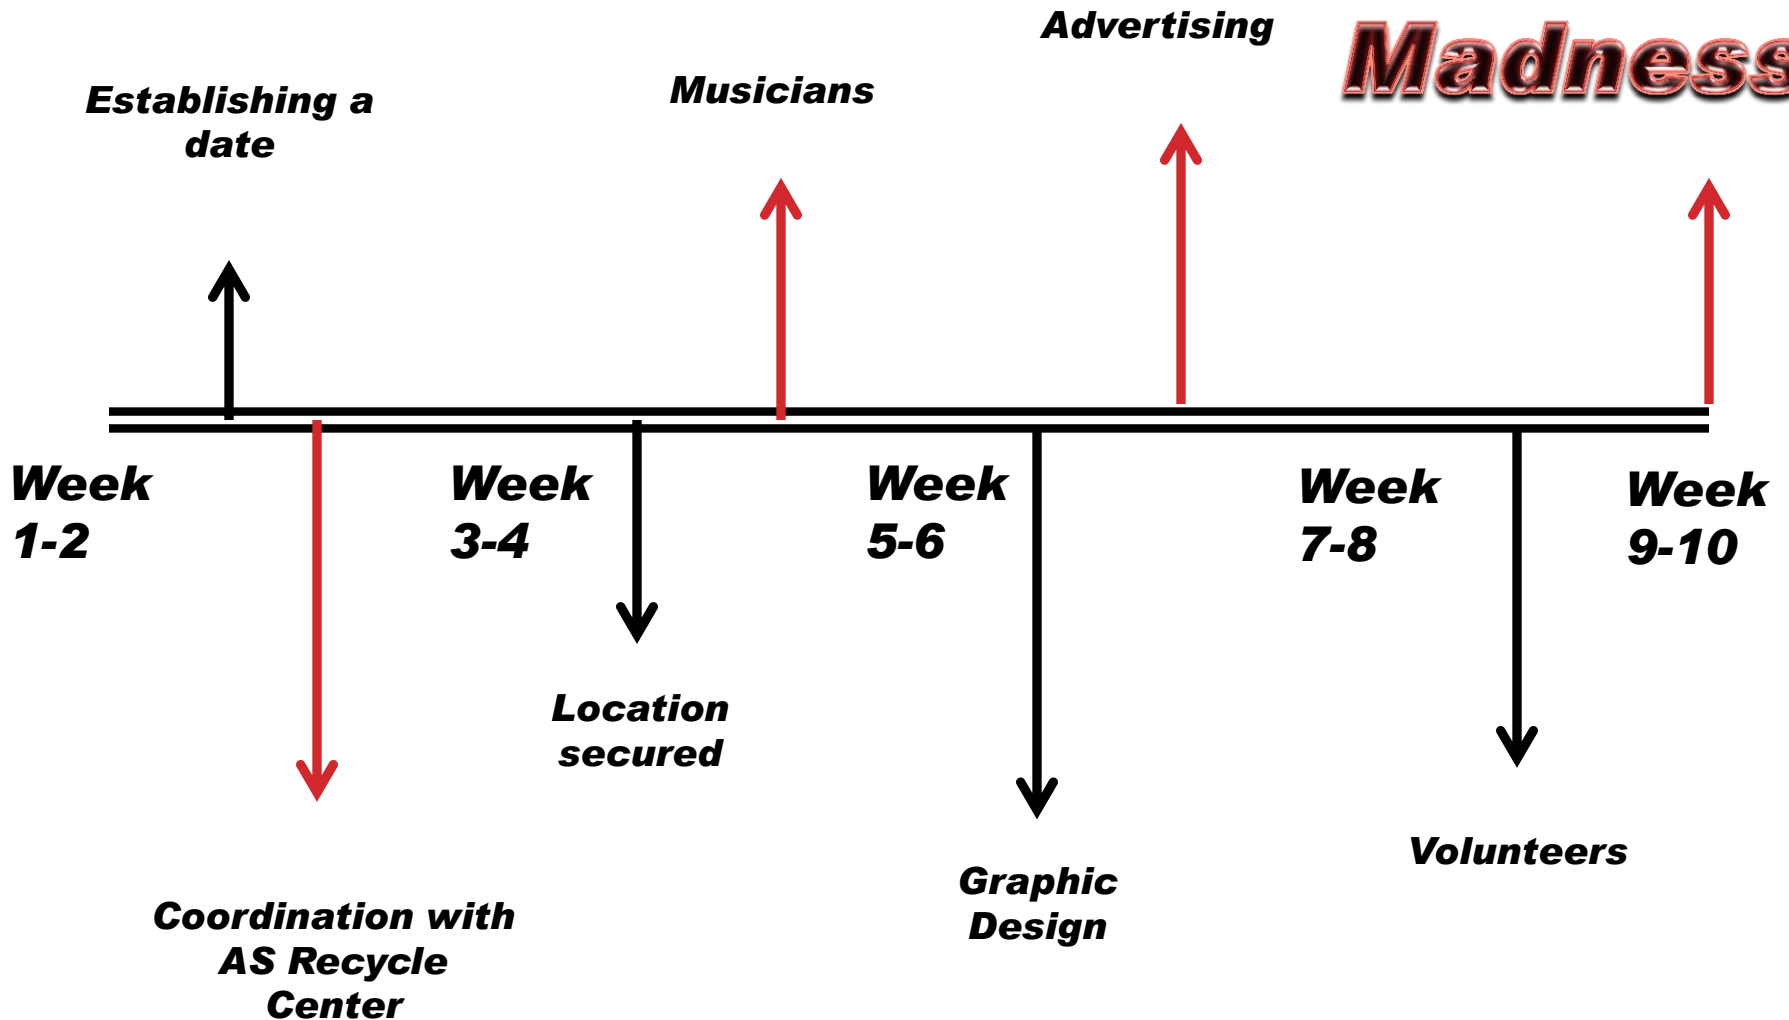 Advertising
Madness
Musicians
Establishing a
date
Week
1-2
Week
3-4
Week
5-6
Week
7-8
Week
9-10
Location
secured
Volunteers
Graphic
Design
Coordination with
AS Recycle
Center